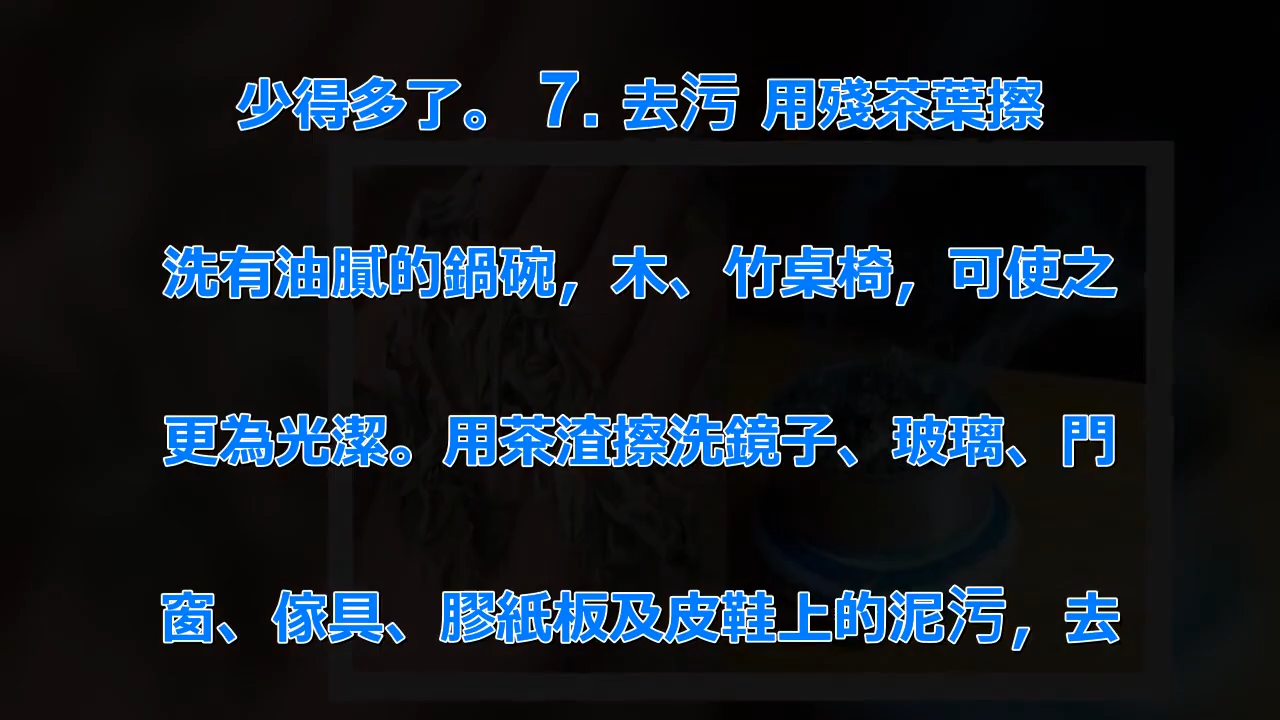 少得多了。 7. 去污 用殘茶葉擦
洗有油膩的鍋碗，木、竹桌椅，可使之
更為光潔。用茶渣擦洗鏡子、玻璃、門
窗、傢具、膠紙板及皮鞋上的泥污，去